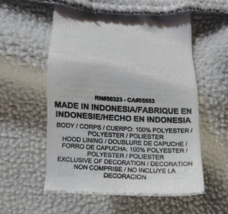 RN#56323 - CA#05553
MADE IN INDONESIA/FABRIQUE EN
INDONESIE/HECHO EN INDONESIA
BODY / CORPS / CUERPO: 100% POLYESTER /
POLYESTER / POLIESTER
HOOD LINING / DOUBLURE DE CAPUCHE /
FORRO DE CAPUCHA: 100% POLYESTER /
POLYESTER / POLIESTER
EXCLUSIVE OF DECORATION / DECORATION
NON COMPRISE / NO INCLUYE LA
DECORACION